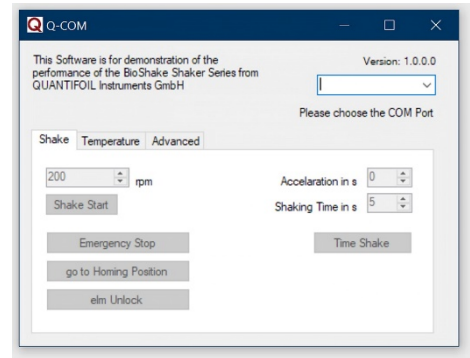 Q-COM
This Software is for demonstration of the
performance of the BioShake Shaker Series from
QUANTIFOIL Instruments GmbH
Version: 1.0.0.0
Please choose the COM Port
Shake Temperature Advanced
200 rpm
Shake Start
Accelaration in s 0
Shaking Time in s 5
Emergency Stop
Time Shake
go to Homing Position
elm Unlock